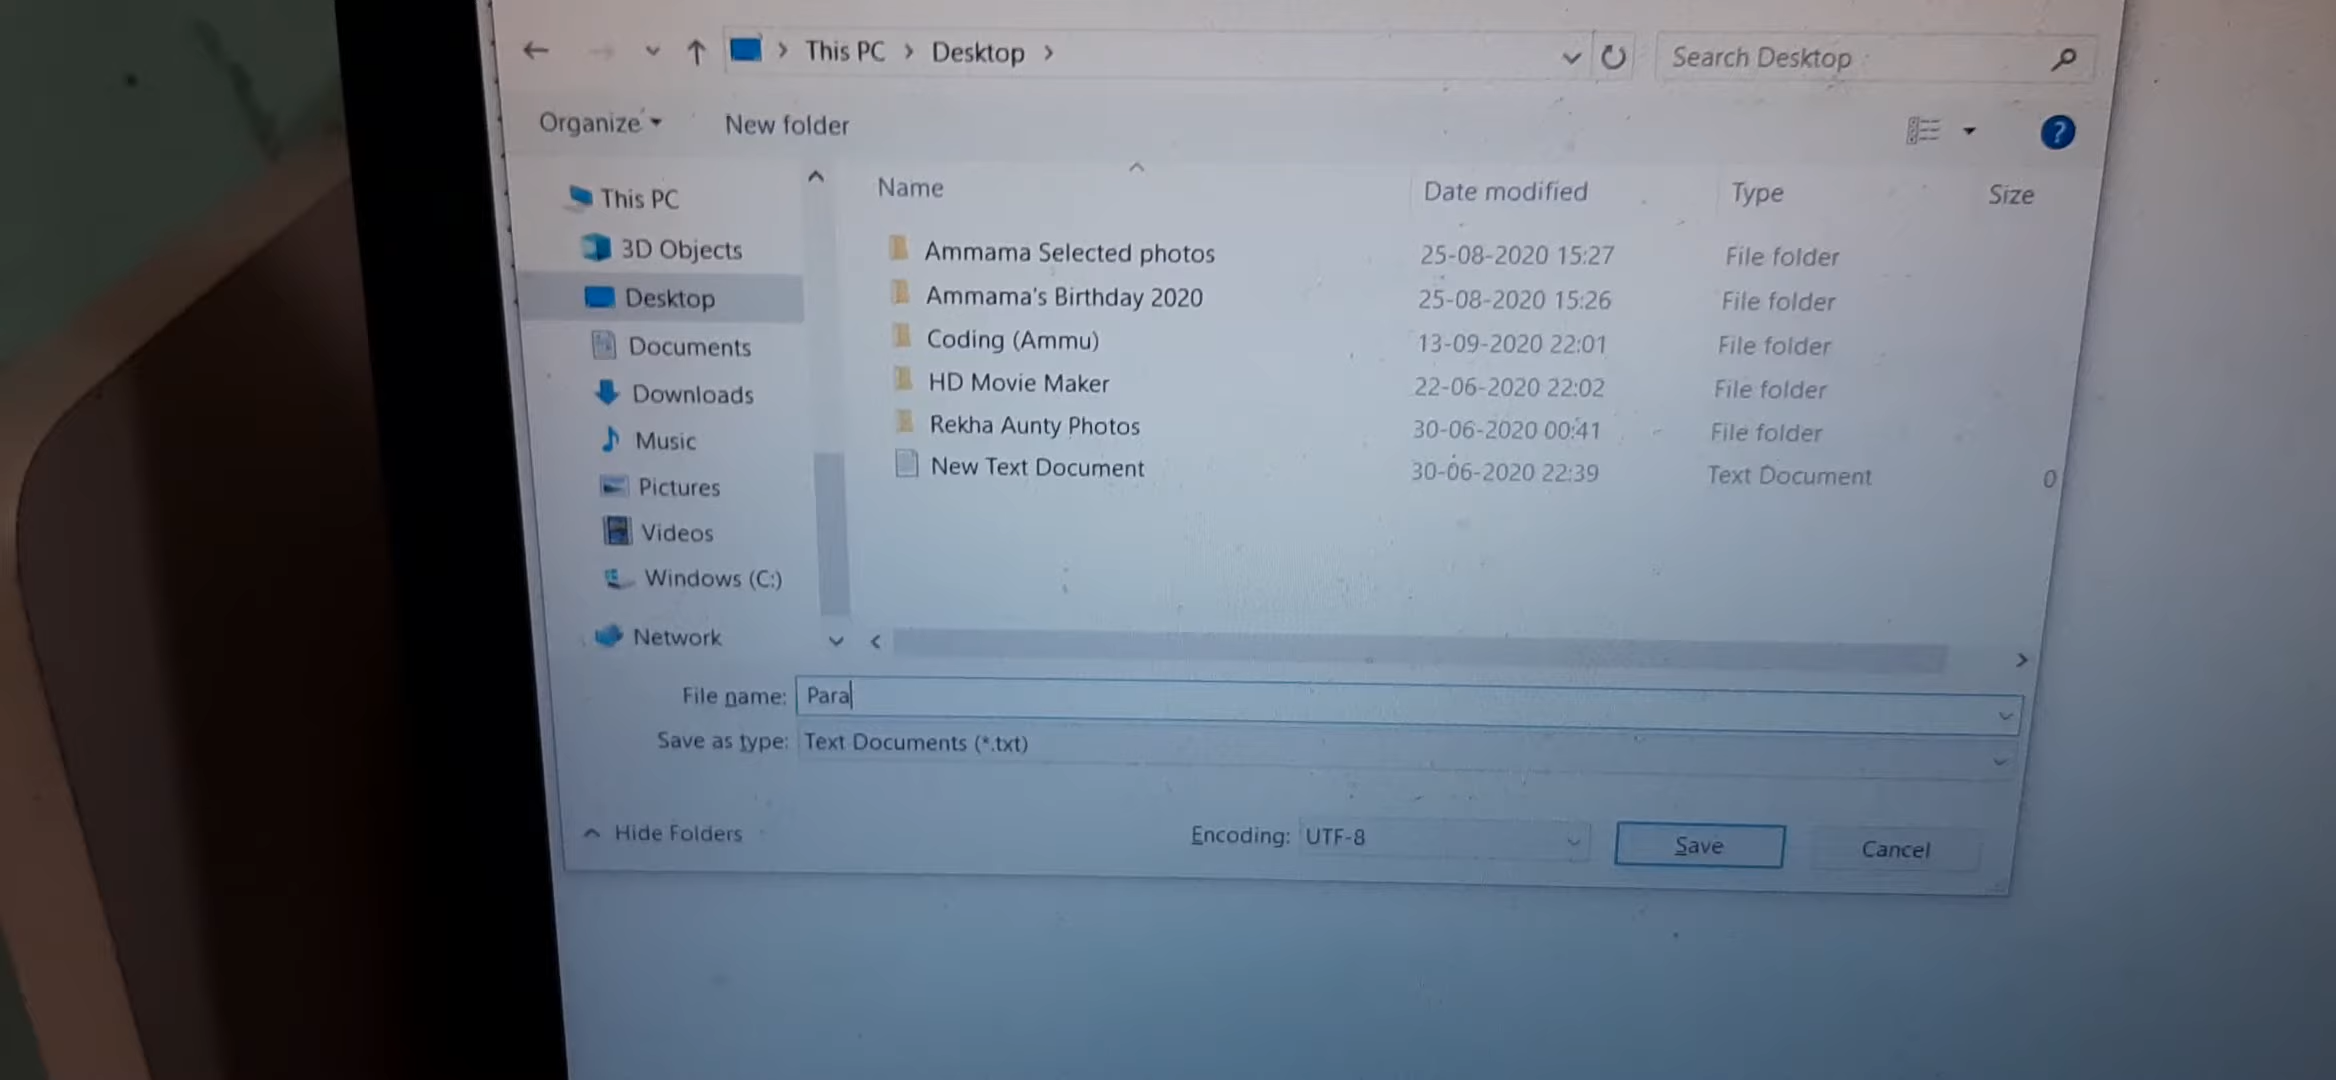 This PC > Desktop >
Search Desktop
Organize
New folder
?
Name
Date modified
Type
Size
This PC
3D Objects
Desktop
Documents
Downloads
Music
Pictures
Videos
Windows (C:)
Network
Ammama Selected photos 25-08-2020 15:27 File folder
Ammama's Birthday 2020 25-08-2020 15:26 File folder
Coding (Ammu) 13-09-2020 22:01 File folder
HD Movie Maker 22-06-2020 22:02 File folder
Rekha Aunty Photos 30-06-2020 00:41 File folder
New Text Document 30-06-2020 22:39 Text Document 0
File name: Para
Save as type: Text Documents (*.txt)
Hide Folders
Encoding: UTF-8
Save
Cancel